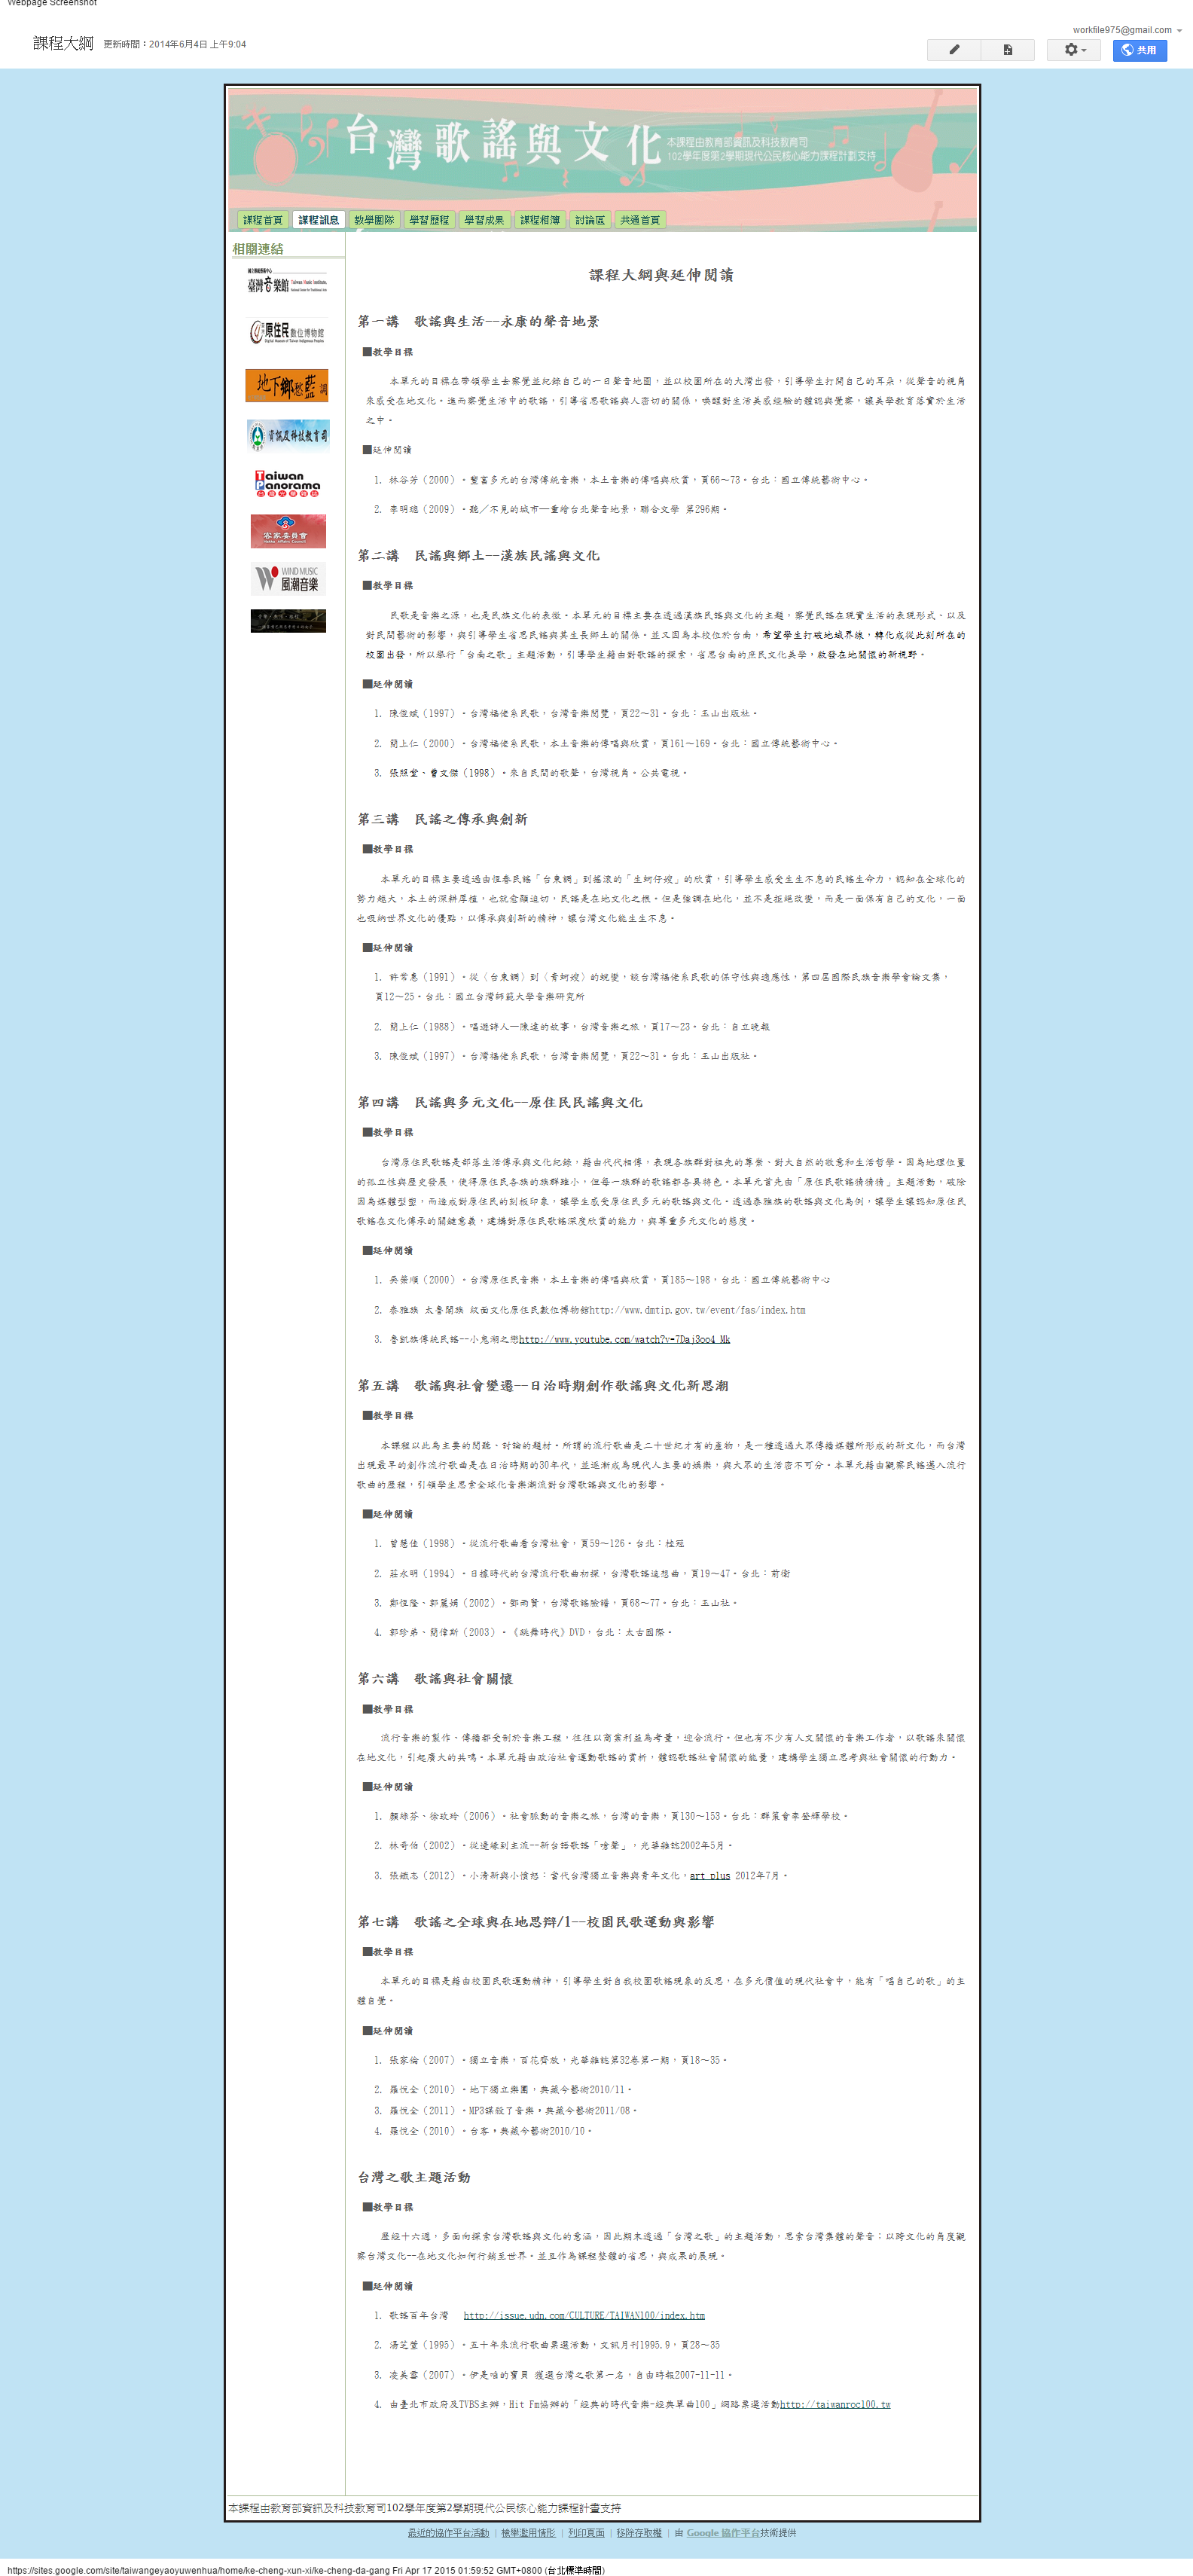 Webpage Screenshot
workfile975@gmail.com
課程大綱 更新時間：2014年6月4日 上午9:04
共用
台灣歌謠與文化
本課程由教育部資訊及科技教育司
102學年度第2學期現代公民核心能力課程計劃支持
課程首頁 課程訊息 教學團隊 學習歷程 學習成果 課程相簿 討論區 共通首頁
相關連結
臺灣音樂館
原住民數位博物館
地下鄉愁藍調
資訊及科技教育司
Taiwan Panorama
客家委員會
Hakka Affairs Council
WIND MUSIC
風潮音樂
課程大綱與延伸閱讀
第一講 歌謠與生活--永康的聲音地景
■教學目標
本單元的目標在帶領學生去察覺並紀錄自己的一日聲音地圖，並以校園所在的大灣出發，引導學生打開自己的耳朵，從聲音的視角
來感受在地文化。進而察覺生活中的歌謠，引導省思歌謠與人密切的關係，喚醒對生活美感經驗的體認與覺察，讓美學教育落實於生活
之中。
■延伸閱讀
1. 林谷芳（2000）。豐富多元的台灣傳統音樂，本土音樂的傳唱與欣賞，頁66～73。台北：國立傳統藝術中心。
2. 李明璁（2009）。聽／不見的城市—重繪台北聲音地景，聯合文學 第296期。
第二講 民謠與鄉土--漢族民謠與文化
■教學目標
民歌是音樂之源，也是民族文化的表徵。本單元的目標主要在透過漢族民謠與文化的主題，察覺民謠在現實生活的表現形式、以及
對民間藝術的影響，與引導學生省思民謠與其生長鄉土的關係。並又因為本校位於台南，希望學生打破地域界線，轉化成從此刻所在的
校園出發，所以舉行「台南之歌」主題活動，引導學生藉由對歌謠的探索，省思台南的庶民文化美學，啟發在地關懷的新視野。
■延伸閱讀
1. 陳俊斌（1997）。台灣福佬系民歌，台灣音樂閱覽，頁22～31。台北：玉山出版社。
2. 簡上仁（2000）。台灣福佬系民歌，本土音樂的傳唱與欣賞，頁161～169。台北：國立傳統藝術中心。
3. 張照堂、曾文傑（1998）。來自民間的歌聲，台灣視角。公共電視。
第三講 民謠之傳承與創新
■教學目標
本單元的目標主要透過由恆春民謠「台東調」到搖滾的「生蚵仔嫂」的欣賞，引導學生感受生生不息的民謠生命力，認知在全球化的
勢力越大，本土的深耕厚植，也就愈顯迫切，民謠是在地文化之根。但是強調在地化，並不是拒絕改變，而是一面保有自己的文化，一面
也吸納世界文化的優點，以傳承與創新的精神，讓台灣文化能生生不息。
■延伸閱讀
1. 許常惠（1991）。從〈台東調〉到〈青蚵嫂〉的蛻變，談台灣福佬系民歌的保守性與適應性，第四屆國際民族音樂學會論文集，
頁12～25。台北：國立台灣師範大學音樂研究所
2. 簡上仁（1988）。唱遊詩人—陳達的故事，台灣音樂之旅，頁17～23。台北：自立晚報
3. 陳俊斌（1997）。台灣福佬系民歌，台灣音樂閱覽，頁22～31。台北：玉山出版社。
第四講 民謠與多元文化--原住民民謠與文化
■教學目標
台灣原住民歌謠是部落生活傳承與文化紀錄，藉由代代相傳，表現各族群對祖先的尊崇、對大自然的敬意和生活哲學。因為地理位置
的孤立性與歷史發展，使得原住民各族的族群雖小，但每一族群的歌謠都各具特色。本單元首先由「原住民歌謠猜猜猜」主題活動，破除
因為媒體型塑，而造成對原住民的刻板印象，讓學生感受原住民多元的歌謠與文化。透過泰雅族的歌謠與文化為例，讓學生讓認知原住民
歌謠在文化傳承的關鍵意義，建構對原住民歌謠深度欣賞的能力，與尊重多元文化的態度。
■延伸閱讀
1. 吳榮順（2000）。台灣原住民音樂，本土音樂的傳唱與欣賞，頁185～198，台北：國立傳統藝術中心
2. 泰雅族 太魯閣族 紋面文化原住民數位博物館http://www.dmtip.gov.tw/event/fas/index.htm
3. 魯凱族傳統民謠--小鬼湖之戀http://www.youtube.com/watch?v=7Daj3oo4_Mk
第五講 歌謠與社會變遷--日治時期創作歌謠與文化新思潮
■教學目標
本課程以此為主要的閱聽、討論的題材。所謂的流行歌曲是二十世紀才有的產物，是一種透過大眾傳播媒體所形成的新文化，而台灣
出現最早的創作流行歌曲是在日治時期的30年代，並逐漸成為現代人主要的娛樂，與大眾的生活密不可分。本單元藉由觀察民謠邁入流行
歌曲的歷程，引領學生思索全球化音樂潮流對台灣歌謠與文化的影響。
■延伸閱讀
1. 曾慧佳（1998）。從流行歌曲看台灣社會，頁59～126。台北：桂冠
2. 莊永明（1994）。日據時代的台灣流行歌曲初探，台灣歌謠追想曲，頁19～47。台北：前衛
3. 鄭恆隆、郭麗娟（2002）。鄧雨賢，台灣歌謠臉譜，頁68～77。台北：玉山社。
4. 郭珍弟、簡偉斯（2003）。《跳舞時代》DVD，台北：太古國際。
第六講 歌謠與社會關懷
■教學目標
流行音樂的製作、傳播都受制於音樂工程，往往以商業利益為考量，迎合流行。但也有不少有人文關懷的音樂工作者，以歌謠來關懷
在地文化，引起廣大的共鳴。本單元藉由政治社會運動歌謠的賞析，體認歌謠社會關懷的能量，建構學生獨立思考與社會關懷的行動力。
■延伸閱讀
1. 顏綠芬、徐玫玲（2006）。社會脈動的音樂之旅，台灣的音樂，頁130～153。台北：群策會李登輝學校。
2. 林奇伯（2002）。從邊緣到主流--新台語歌謠「嗆聲」，光華雜誌2002年5月。
3. 張鐵志（2012）。小清新與小憤怒：當代台灣獨立音樂與青年文化，art plus 2012年7月。
第七講 歌謠之全球與在地思辯/1--校園民歌運動與影響
■教學目標
本單元的目標是藉由校園民歌運動精神，引導學生對自我校園歌謠現象的反思，在多元價值的現代社會中，能有「唱自己的歌」的主
體自覺。
■延伸閱讀
1. 張家倫（2007）。獨立音樂，百花齊放，光華雜誌第32卷第一期，頁18～35。
2. 羅悅全（2010）。地下獨立樂團，典藏今藝術2010/11。
3. 羅悅全（2011）。MP3謀殺了音樂，典藏今藝術2011/08。
4. 羅悅全（2010）。台客，典藏今藝術2010/10。
台灣之歌主題活動
■教學目標
歷經十六週，多面向探索台灣歌謠與文化的意涵，因此期末透過「台灣之歌」的主題活動，思索台灣集體的聲音；以跨文化的角度觀
察台灣文化--在地文化如何行銷至世界。並且作為課程整體的省思，與成果的展現。
■延伸閱讀
1. 歌謠百年台灣 http://issue.udn.com/CULTURE/TAIWAN100/index.htm
2. 湯芝萱（1995）。五十年來流行歌曲票選活動，文訊月刊1995.9，頁28～35
3. 凌美雪（2007）。伊是咱的寶貝 獲選台灣之歌第一名，自由時報2007-11-11。
4. 由臺北市政府及TVBS主辦，Hit Fm協辦的「經典的時代音樂-經典單曲100」網路票選活動http://taiwanroc100.tw
本課程由教育部資訊及科技教育司102學年度第2學期現代公民核心能力課程計畫支持
最近的協作平台活動 | 檢舉濫用情形 | 列印頁面 | 移除存取權 | 由 Google 協作平台技術提供
https://sites.google.com/site/taiwangeyaoyuwenhua/home/ke-cheng-xun-xi/ke-cheng-da-gang Fri Apr 17 2015 01:59:52 GMT+0800 (台北標準時間)